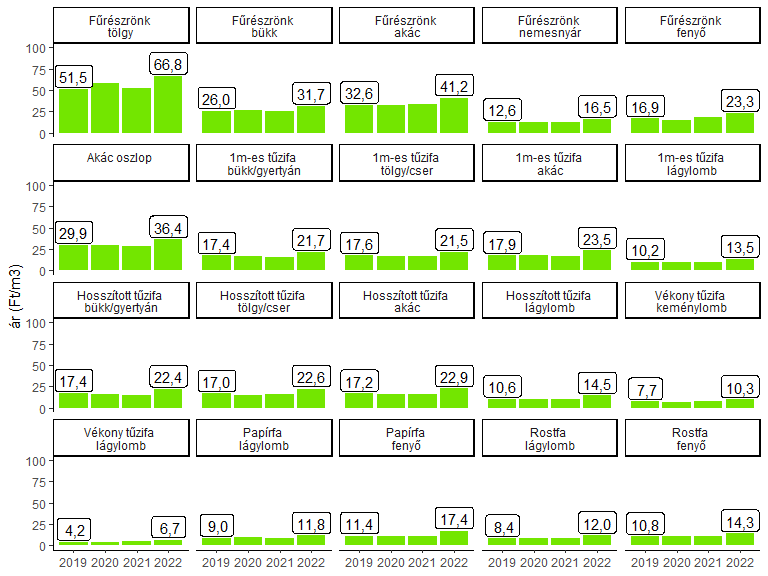 Fűrészrönk
tölgy
Fűrészrönk
bükk
Fűrészrönk
akác
Fűrészrönk
nemesnyár
Fűrészrönk
fenyő
100
75
50
25
0
51,5
66,8
26,0
31,7
32,6
41,2
12,6
16,5
16,9
23,3
Akác oszlop
1m-es tűzifa
bükk/gyertyán
1m-es tűzifa
tölgy/cser
1m-es tűzifa
akác
1m-es tűzifa
lágylomb
100
75
50
25
0
29,9
36,4
17,4
21,7
17,6
21,5
17,9
23,5
10,2
13,5
ár (Ft/m3)
Hosszított tűzifa
bükk/gyertyán
Hosszított tűzifa
tölgy/cser
Hosszított tűzifa
akác
Hosszított tűzifa
lágylomb
Vékony tűzifa
keménylomb
100
75
50
25
0
17,4
22,4
17,0
22,6
17,2
22,9
10,6
14,5
7,7
10,3
Vékony tűzifa
lágylomb
Papírfa
lágylomb
Papírfa
fenyő
Rostfa
lágylomb
Rostfa
fenyő
100
75
50
25
0
4,2
6,7
9,0
11,8
11,4
17,4
8,4
12,0
10,8
14,3
2019 2020 2021 2022
2019 2020 2021 2022
2019 2020 2021 2022
2019 2020 2021 2022
2019 2020 2021 2022